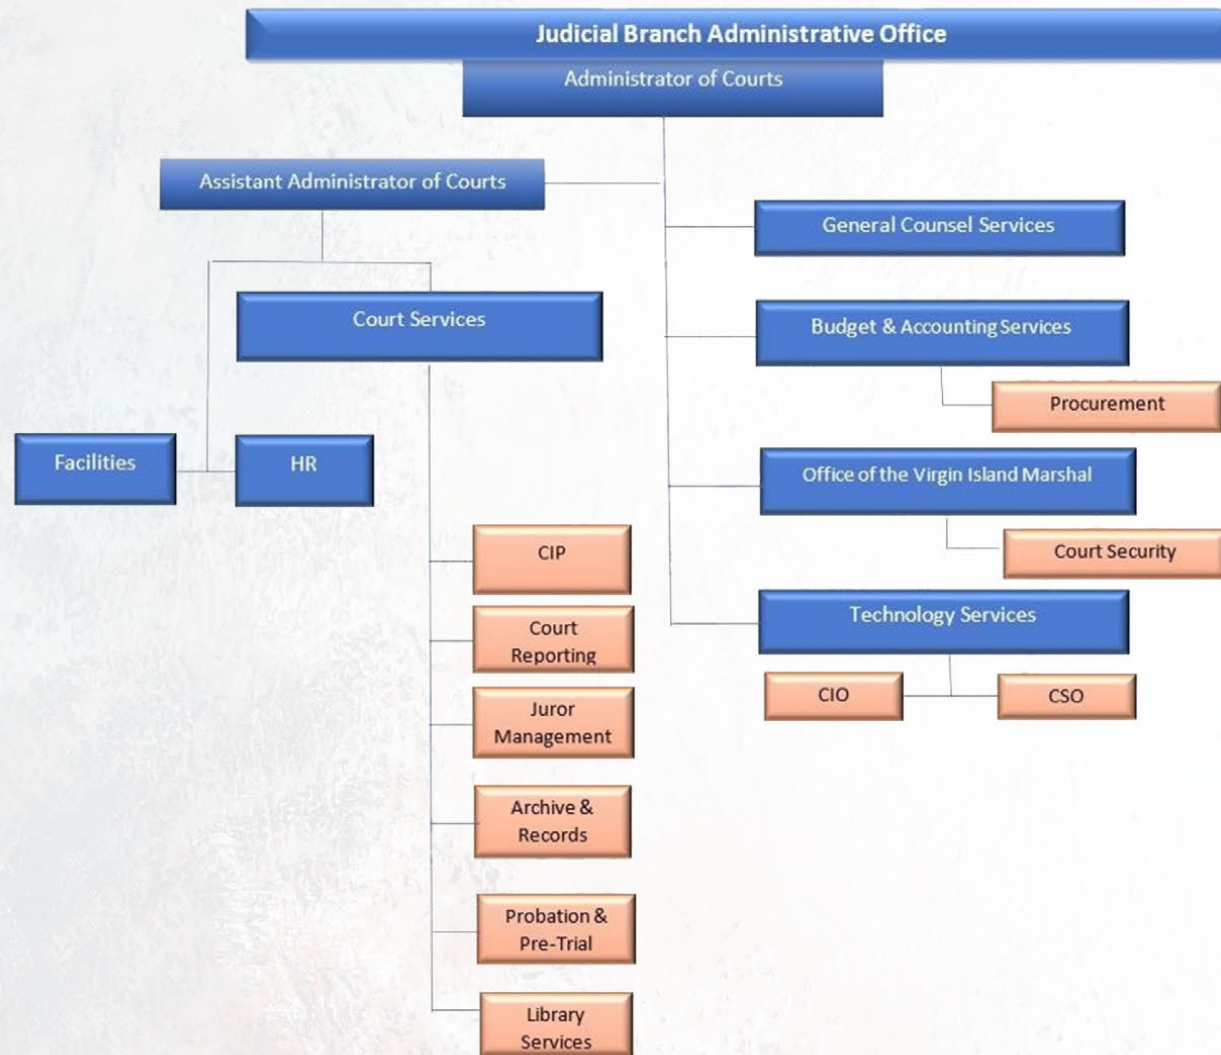 Judicial Branch Administrative Office
Administrator of Courts
Assistant Administrator of Courts
General Counsel Services
Court Services
Budget & Accounting Services
Procurement
Facilities
HR
Office of the Virgin Island Marshal
Court Security
CIP
Technology Services
Court
Reporting
CIO
CSO
Juror
Management
Archive &
Records
Probation &
Pre-Trial
Library
Services